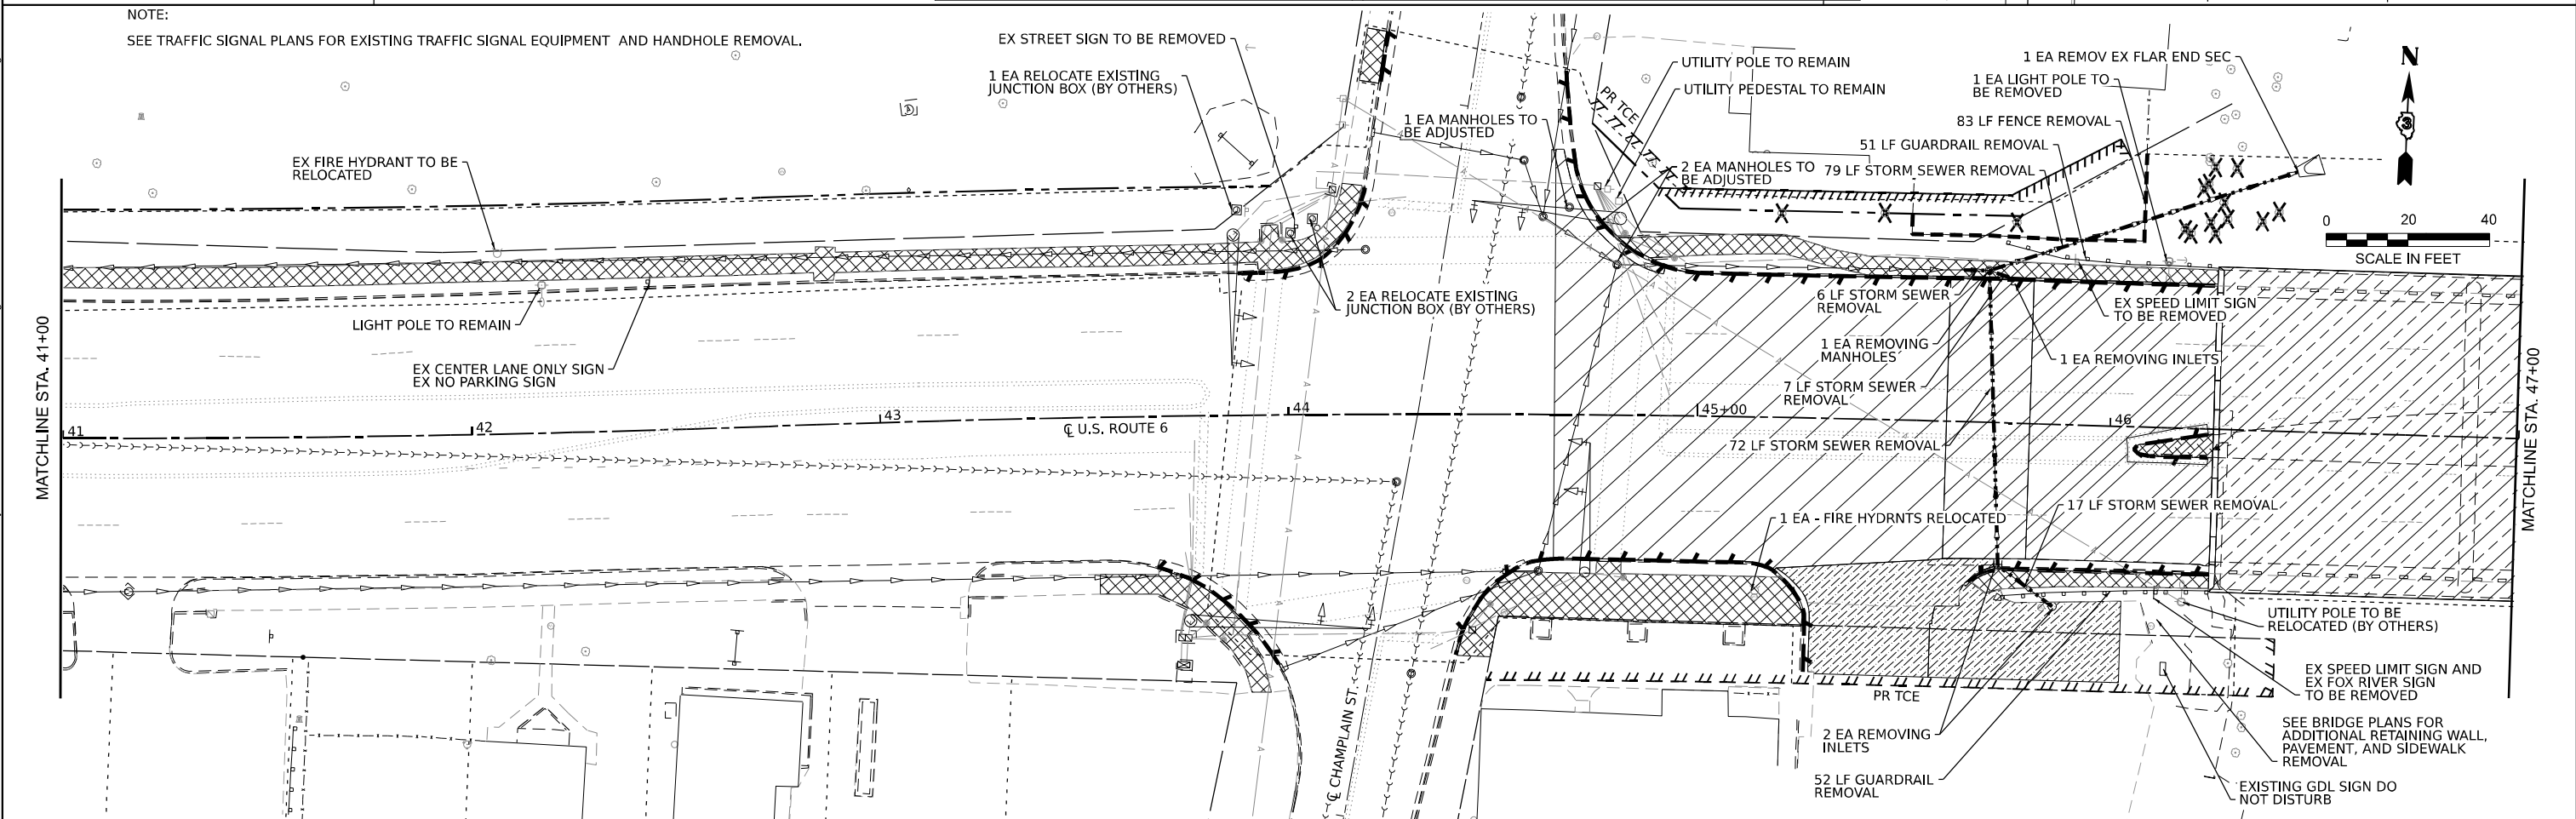 NOTE:
SEE TRAFFIC SIGNAL PLANS FOR EXISTING TRAFFIC SIGNAL EQUIPMENT AND HANDHOLE REMOVAL.
EX STREET SIGN TO BE REMOVED
1 EA RELOCATE EXISTING
JUNCTION BOX (BY OTHERS)
EX FIRE HYDRANT TO BE
RELOCATED
1 EA MANHOLES TO
BE ADJUSTED
PR TCE
UTILITY POLE TO REMAIN
UTILITY PEDESTAL TO REMAIN
2 EA MANHOLES TO
BE ADJUSTED
1 EA REMOV EX FLAR END SEC
1 EA LIGHT POLE TO
BE REMOVED
83 LF FENCE REMOVAL
51 LF GUARDRAIL REMOVAL
79 LF STORM SEWER REMOVAL
N
3
0 20 40
SCALE IN FEET
LIGHT POLE TO REMAIN
EX CENTER LANE ONLY SIGN
EX NO PARKING SIGN
2 EA RELOCATE EXISTING
JUNCTION BOX (BY OTHERS)
6 LF STORM SEWER
REMOVAL
EX SPEED LIMIT SIGN
TO BE REMOVED
1 EA REMOVING
MANHOLES
1 EA REMOVING INLETS
7 LF STORM SEWER
REMOVAL
72 LF STORM SEWER REMOVAL
MATCHLINE STA. 41+00
MATCHLINE STA. 47+00
41
42
43
44
45+00
46
℄ U.S. ROUTE 6
17 LF STORM SEWER REMOVAL
1 EA - FIRE HYDRNTS RELOCATED
℄ CHAMPLAIN ST.
PR TCE
UTILITY POLE TO BE
RELOCATED (BY OTHERS)
EX SPEED LIMIT SIGN AND
EX FOX RIVER SIGN
TO BE REMOVED
2 EA REMOVING
INLETS
52 LF GUARDRAIL
REMOVAL
SEE BRIDGE PLANS FOR
ADDITIONAL RETAINING WALL,
PAVEMENT, AND SIDEWALK
REMOVAL
EXISTING GDL SIGN DO
NOT DISTURB